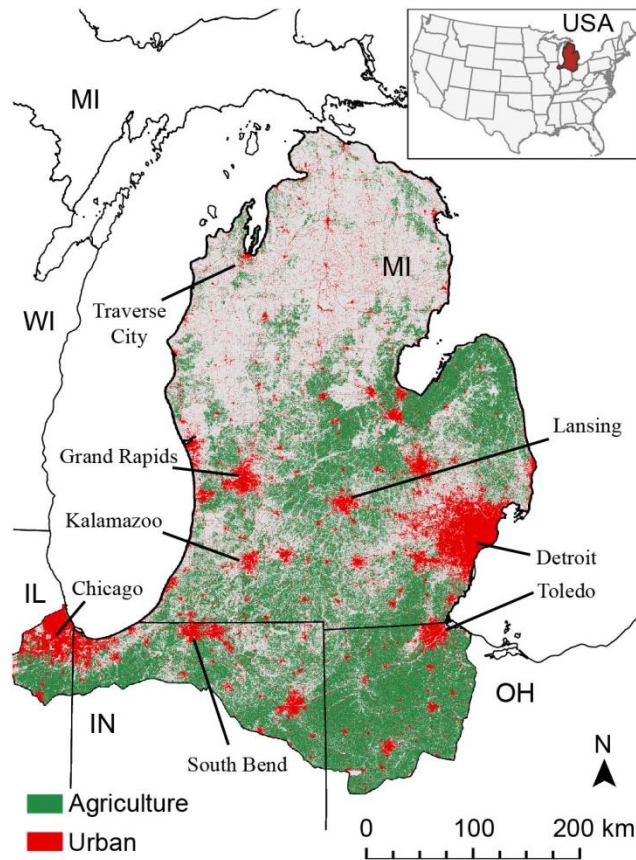 USA
MI
MI
WI
Traverse
City
Lansing
Grand Rapids
Kalamazoo
Detroit
IL
Chicago
Toledo
OH
IN
South Bend
N
Agriculture
Urban
0 100 200 km